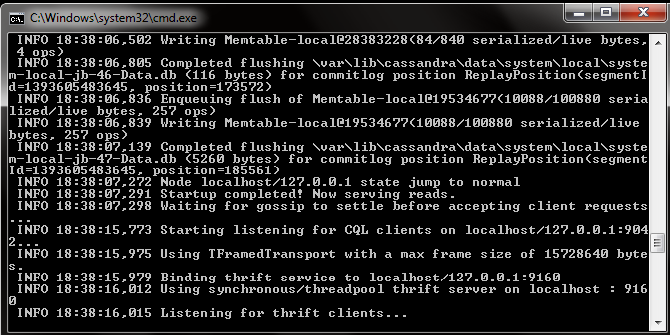 C:\Windows\system32\cmd.exe
INFO 18:38:06,502 Writing Memtable-local@28383228(84/840 serialized/live bytes,
4 ops)
INFO 18:38:06,805 Completed flushing \var\lib\cassandra\data\system\local\syste
m-local-jb-46-Data.db (116 bytes) for commitlog position ReplayPosition(segmentI
d=1393605483645, position=173572)
INFO 18:38:06,836 Enqueuing flush of Memtable-local@19534677(10088/100880 seria
lized/live bytes, 257 ops)
INFO 18:38:06,839 Writing Memtable-local@19534677(10088/100880 serialized/live
bytes, 257 ops)
INFO 18:38:07,139 Completed flushing \var\lib\cassandra\data\system\local\syste
m-local-jb-47-Data.db (5260 bytes) for commitlog position ReplayPosition(segment
Id=1393605483645, position=185561)
INFO 18:38:07,272 Node localhost/127.0.0.1 state jump to normal
INFO 18:38:07,291 Startup completed! Now serving reads.
INFO 18:38:07,298 Waiting for gossip to settle before accepting client requests
...
INFO 18:38:15,773 Starting listening for CQL clients on localhost/127.0.0.1:904
2...
INFO 18:38:15,975 Using TFramedTransport with a max frame size of 15728640 byte
s.
INFO 18:38:15,979 Binding thrift service to localhost/127.0.0.1:9160
INFO 18:38:16,012 Using synchronous/threadpool thrift server on localhost : 916
0
INFO 18:38:16,015 Listening for thrift clients...